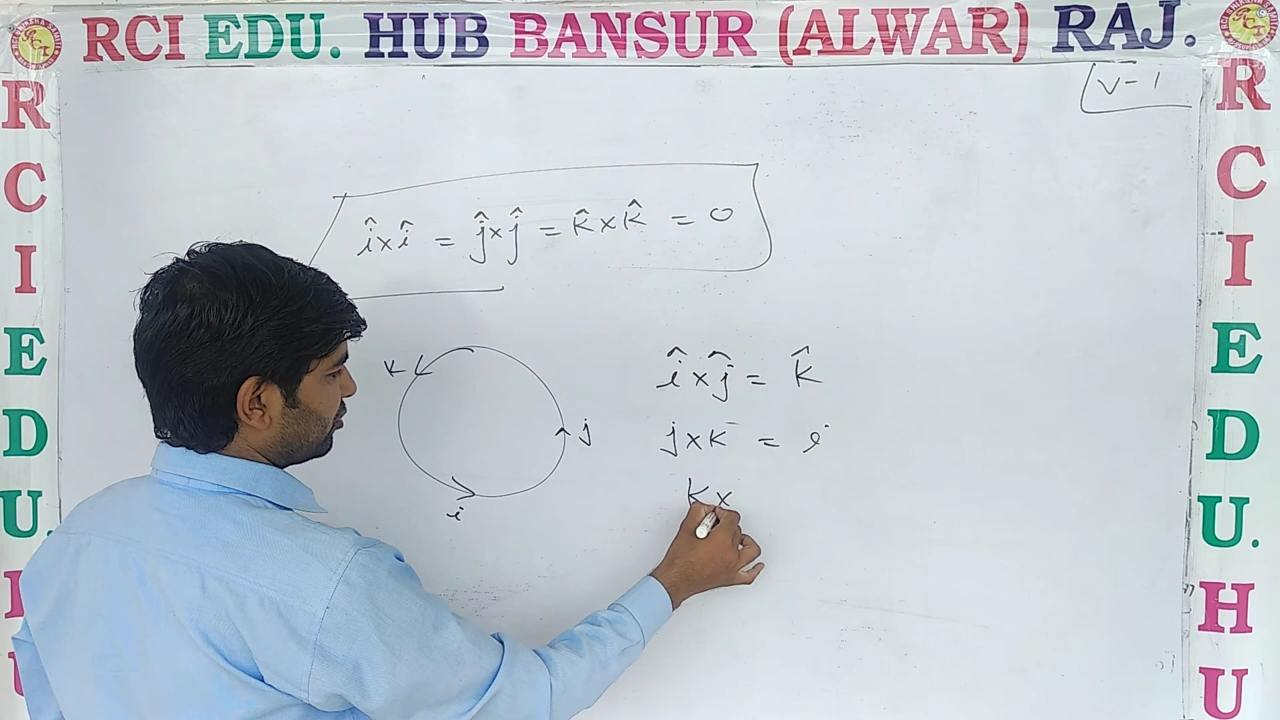 RCI EDU. HUB BANSUR (ALWAR) RAJ.
R
C
I
E
D
U.
R
C
I
E
D
U.
H
U
V-1
î×î = ĵ×ĵ = k̂×k̂ = 0
k
j
i
î×ĵ = k̂
j×k = i
k×